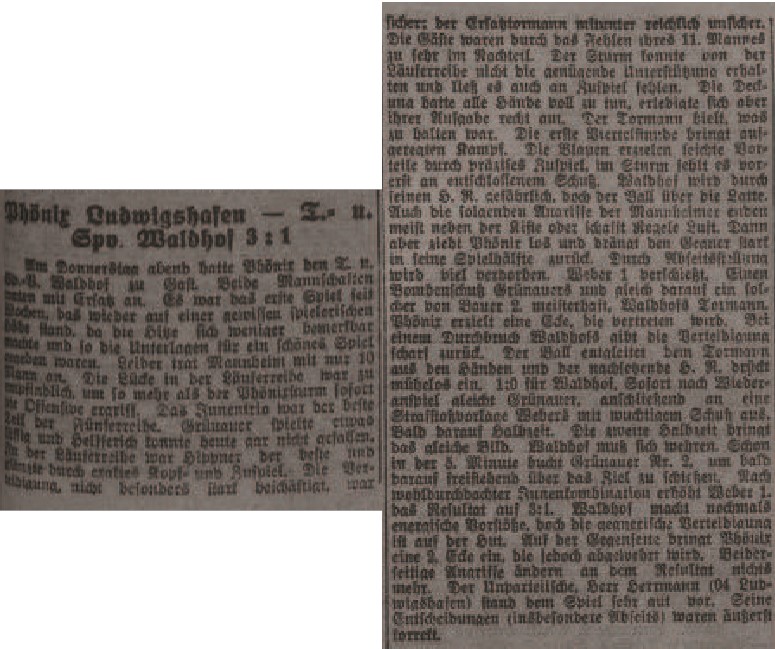 Phönix Ludwigshafen — T.- u.
Spv. Waldhof 3:1
Am Donnerstag abend hatte Phönix den T. u.
Sp.-V. Waldhof zu Gast. Beide Mannschaften
traten mit Ersatz an. Es war das erste Spiel seit
Wochen, das wieder auf einer gewissen spielerischen
Höhe stand, da die Hitze sich weniger bemerkbar
machte und so die Unterlagen für ein schönes Spiel
gegeben waren. Leider trat Mannheim mit nur 10
Mann an. Die Lücke in der Läuferreihe war zu
empfindlich, um so mehr als der Phönixsturm sofort
die Offensive ergriff. Das Innentrio war der beste
Teil der Fünferreihe. Grünauer spielte etwas
und Hellferich konnte heute gar nicht gefallen.
In der Läuferreihe war Hippner der beste und
glänzte durch exaktes Kopf- und Zuspiel. Die Ver-
teidigung, nicht besonders stark beschäftigt, war
sicher; der Ersatztormann mitunter reichlich unsicher.
Die Gäste waren durch das Fehlen ihres 11. Mannes
zu sehr im Nachteil. Der Sturm konnte von der
Läuferreihe nicht die genügende Unterstützung erhal-
ten und ließ es auch an Zuspiel fehlen. Die Deck-
ung hatte alle Hände voll zu tun, erledigte sich aber
ihrer Aufgabe recht gut. Der Tormann hielt, was
zu halten war. Die erste Viertelstunde bringt auf-
geregten Kampf. Die Blauen erzielen leichte Vor-
teile durch präzises Zuspiel, im Sturm fehlt es vor-
erst an entschlossenem Schuß. Waldhof wird durch
seinen H. R. gefährlich, doch der Ball über die Latte.
Auch die folgenden Angriffe der Mannheimer enden
meist neben der Kiste oder schafft Regele Luft. Dann
aber zieht Phönix los und drängt den Gegner stark
in seine Spielhälfte zurück. Durch Abseitsstellung
wird viel verdorben. Weber 1 verschießt. Einen
Bombenschuß Grünauers und gleich darauf ein sol-
cher von Bauer 2 meisterhaft, Waldhofs Tormann.
Phönix erzielt eine Ecke, die vertreten wird. Bei
einem Durchbruch Waldhofs gibt die Verteidigung
scharf zurück. Der Ball entgleitet dem Tormann
aus den Händen und der nachsetzende H. R. drückt
mühelos ein. 1:0 für Waldhof. Sofort nach Wieder-
anspiel gleicht Grünauer, anschließend an eine
Strafstoßvorlage Webers mit wuchtigem Schuß aus.
Bald darauf Halbzeit. Die zweite Halbzeit bringt
das gleiche Bild. Waldhof muß sich wehren. Schon
in der 5. Minute bucht Grünauer Nr. 2, um bald
darauf freistehend über das Ziel zu schießen. Nach
wohldurchdachter Innenkombination erhöht Weber 1.
das Resultat auf 3:1. Waldhof macht nochmals
energische Vorstöße, doch die gegnerische Verteidigung
ist auf der Hut. Auf der Gegenseite bringt Phönix
eine 2. Ecke ein, die jedoch abgewehrt wird. Beider-
seitige Angriffe ändern an dem Resultat nichts
mehr. Der Unparteiische, Herr Herrmann (04 Lud-
wigshafen) stand dem Spiel sehr gut vor. Seine
Entscheidungen (insbesondere Abseits) waren äußerst
korrekt.